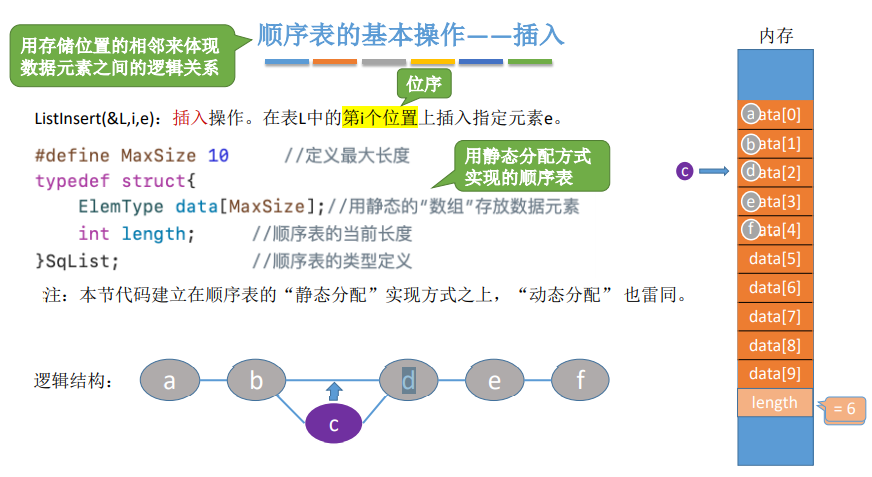 顺序表的基本操作——插入
用存储位置的相邻来体现
数据元素之间的逻辑关系
位序
ListInsert(&L,i,e)：插入操作。在表L中的第i个位置上插入指定元素e。
#define MaxSize 10 //定义最大长度
typedef struct{
ElemType data[MaxSize];//用静态的“数组”存放数据元素
int length; //顺序表的当前长度
}SqList; //顺序表的类型定义
用静态分配方式
实现的顺序表
注：本节代码建立在顺序表的“静态分配”实现方式之上，“动态分配” 也雷同。
逻辑结构：
a b d e f
c
内存
a ata[0]
b ata[1]
c d ata[2]
e ata[3]
f ata[4]
data[5]
data[6]
data[7]
data[8]
data[9]
length = 6